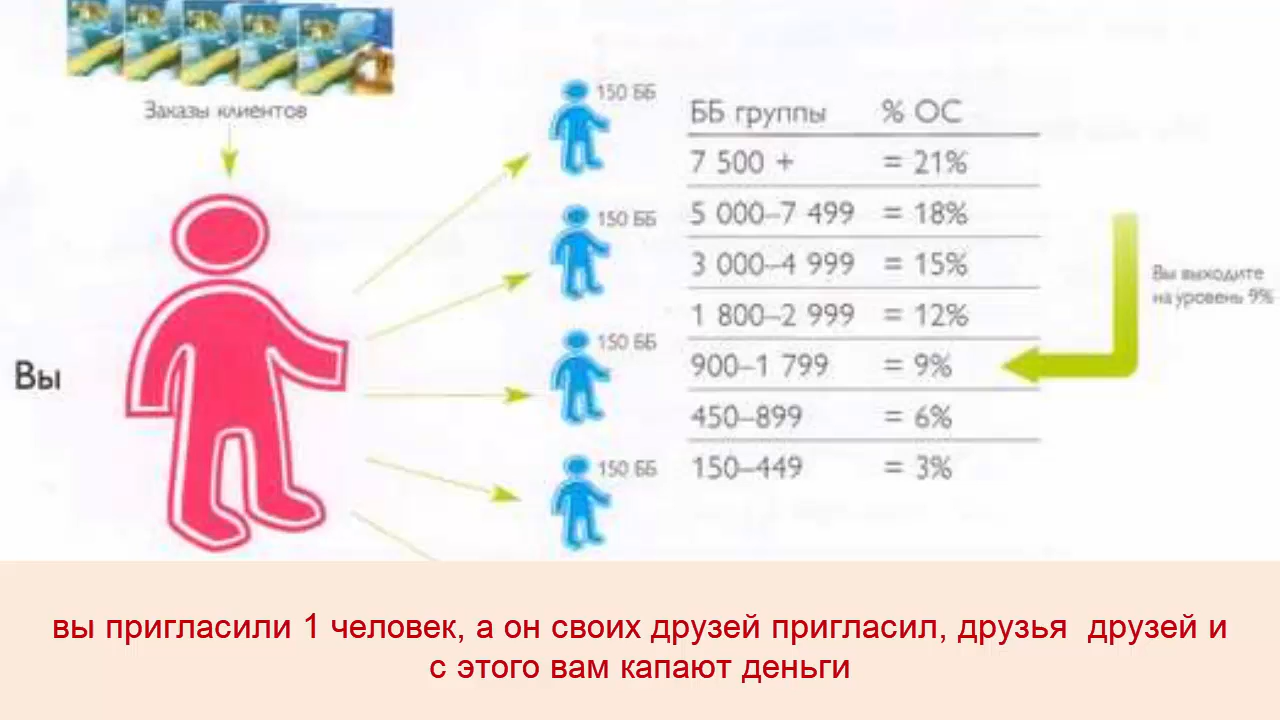 Заказы клиентов
150 ББ
150 ББ
150 ББ
150 ББ
Вы
ББ группы % ОС
7 500 + = 21%
5 000–7 499 = 18%
3 000–4 999 = 15%
1 800–2 999 = 12%
900–1 799 = 9%
450–899 = 6%
150–449 = 3%
Вы выходите
на уровень 9%
вы пригласили 1 человек, а он своих друзей пригласил, друзья друзей и
с этого вам капают деньги